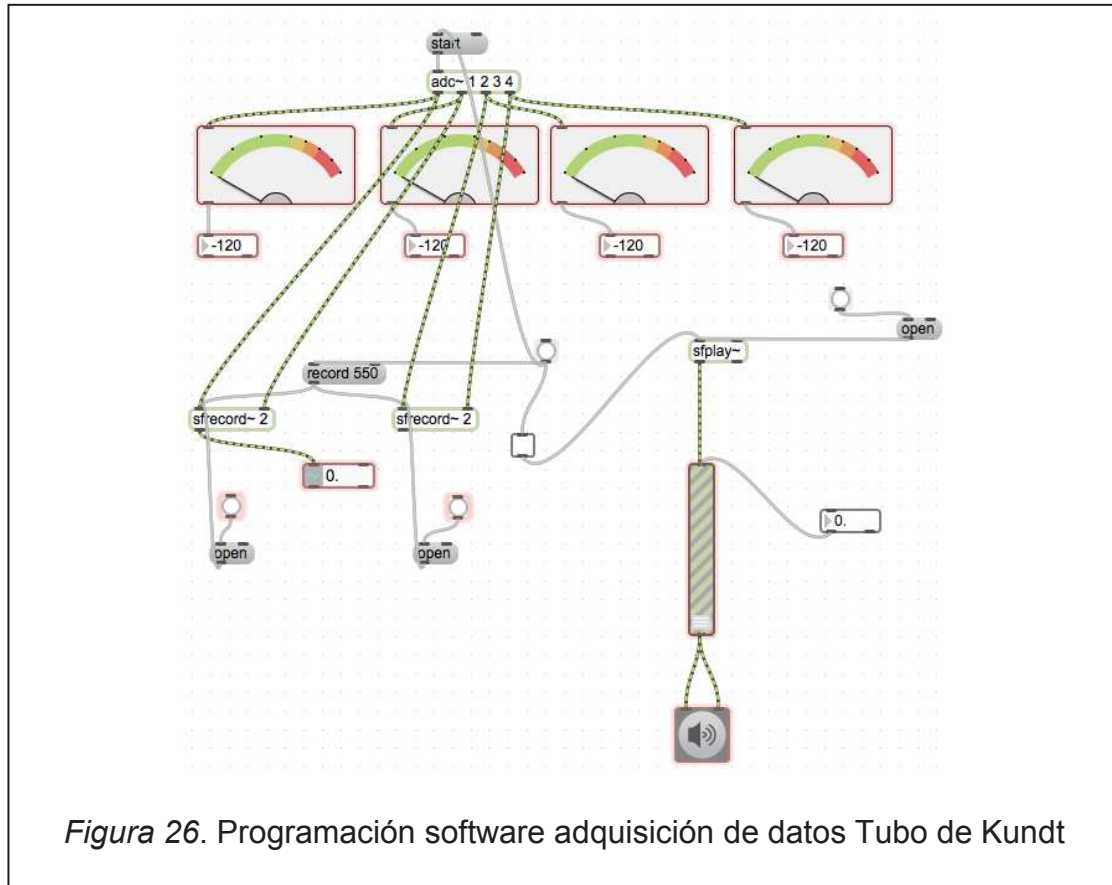 start
adc~ 1 2 3 4
-120
-120
-120
-120
open
sfplay~
record 550
sfrecord~ 2
sfrecord~ 2
0.
0.
open
open
Figura 26. Programación software adquisición de datos Tubo de Kundt